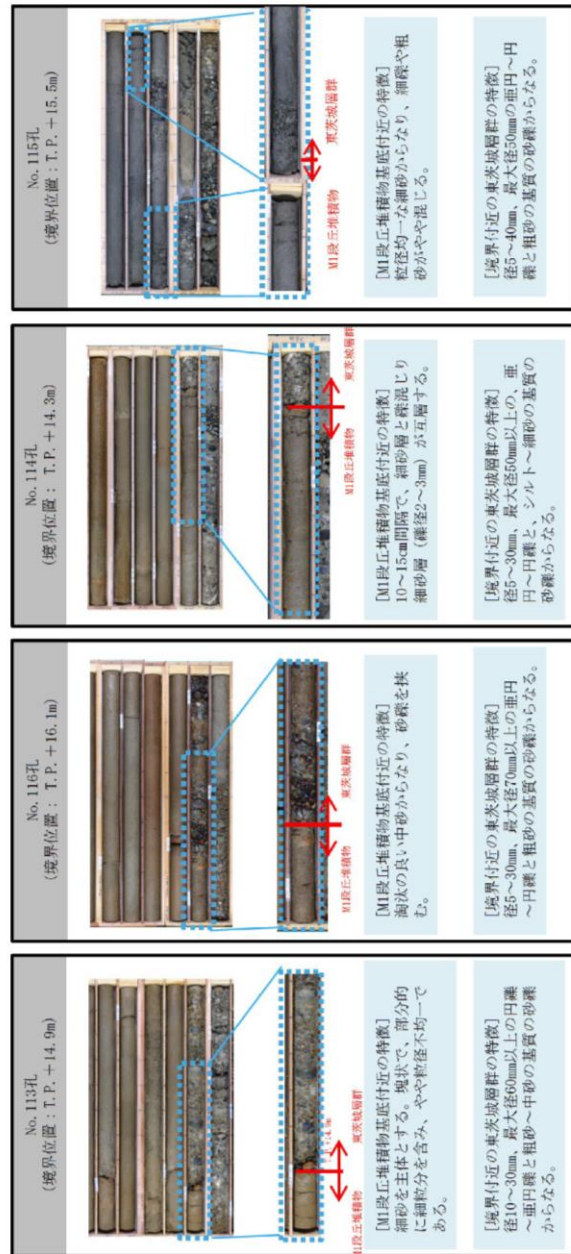 No. 113孔
(境界位置：T.P.+14.9m)
M1段丘堆積物
東茨城層群
[M1段丘堆積物基底付近の特徴]
細砂を主体とする。塊状で、部分的
に細粒分を含み、やや粒径不均一で
ある。
[境界付近の東茨城層群の特徴]
径10～30mm、最大径60mm以上の円礫
～亜円礫と粗砂～中砂の基質の砂礫
からなる。
No. 116孔
(境界位置：T.P.+16.1m)
M1段丘堆積物
東茨城層群
[M1段丘堆積物基底付近の特徴]
淘汰の良い中砂からなり、砂礫を挟
む。
[境界付近の東茨城層群の特徴]
径5～30mm、最大径70mm以上の亜円
～円礫と粗砂の基質の砂礫からなる。
No. 114孔
(境界位置：T.P.+14.3m)
M1段丘堆積物
東茨城層群
[M1段丘堆積物基底付近の特徴]
10～15cm間隔で、細砂層と礫混じり
細砂層（礫径2～3mm）が互層する。
[境界付近の東茨城層群の特徴]
径5～30mm、最大径50mm以上の、亜
円～円礫と、シルト～細砂の基質の
砂礫からなる。
No. 115孔
(境界位置：T.P.+15.5m)
M1段丘堆積物
東茨城層群
[M1段丘堆積物基底付近の特徴]
粒径均一な細砂からなり、細礫や粗
砂がやや混じる。
[境界付近の東茨城層群の特徴]
径5～40mm、最大径50mmの亜円～円
礫と粗砂の基質の砂礫からなる。